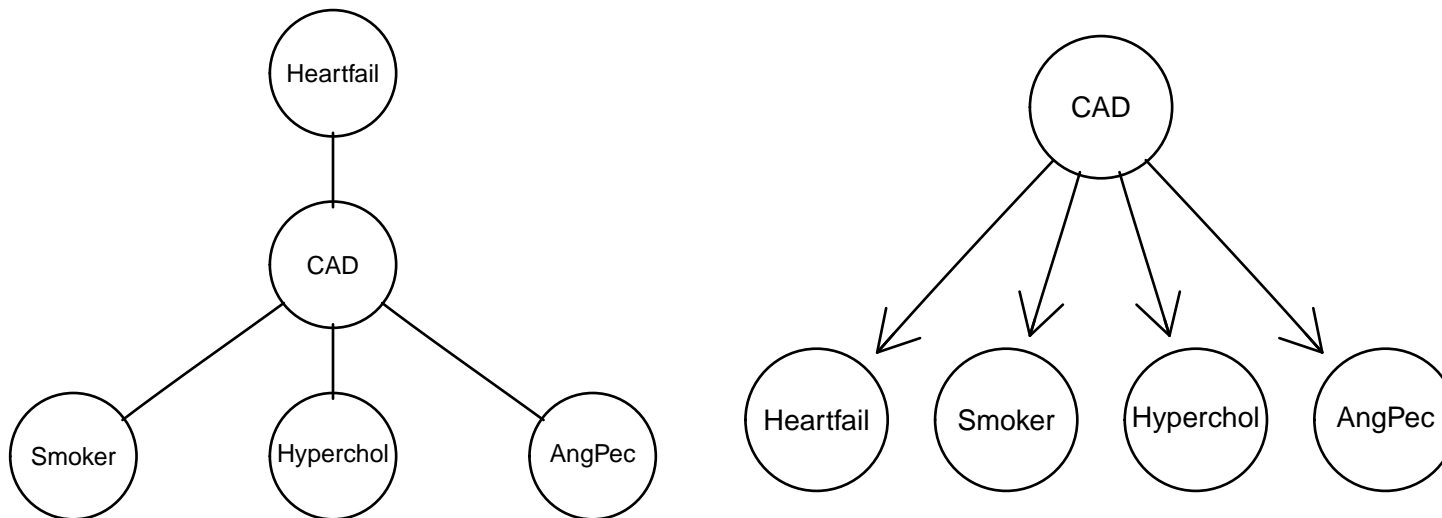 Heartfail
CAD
Smoker
Hyperchol
AngPec
CAD
Heartfail
Smoker
Hyperchol
AngPec